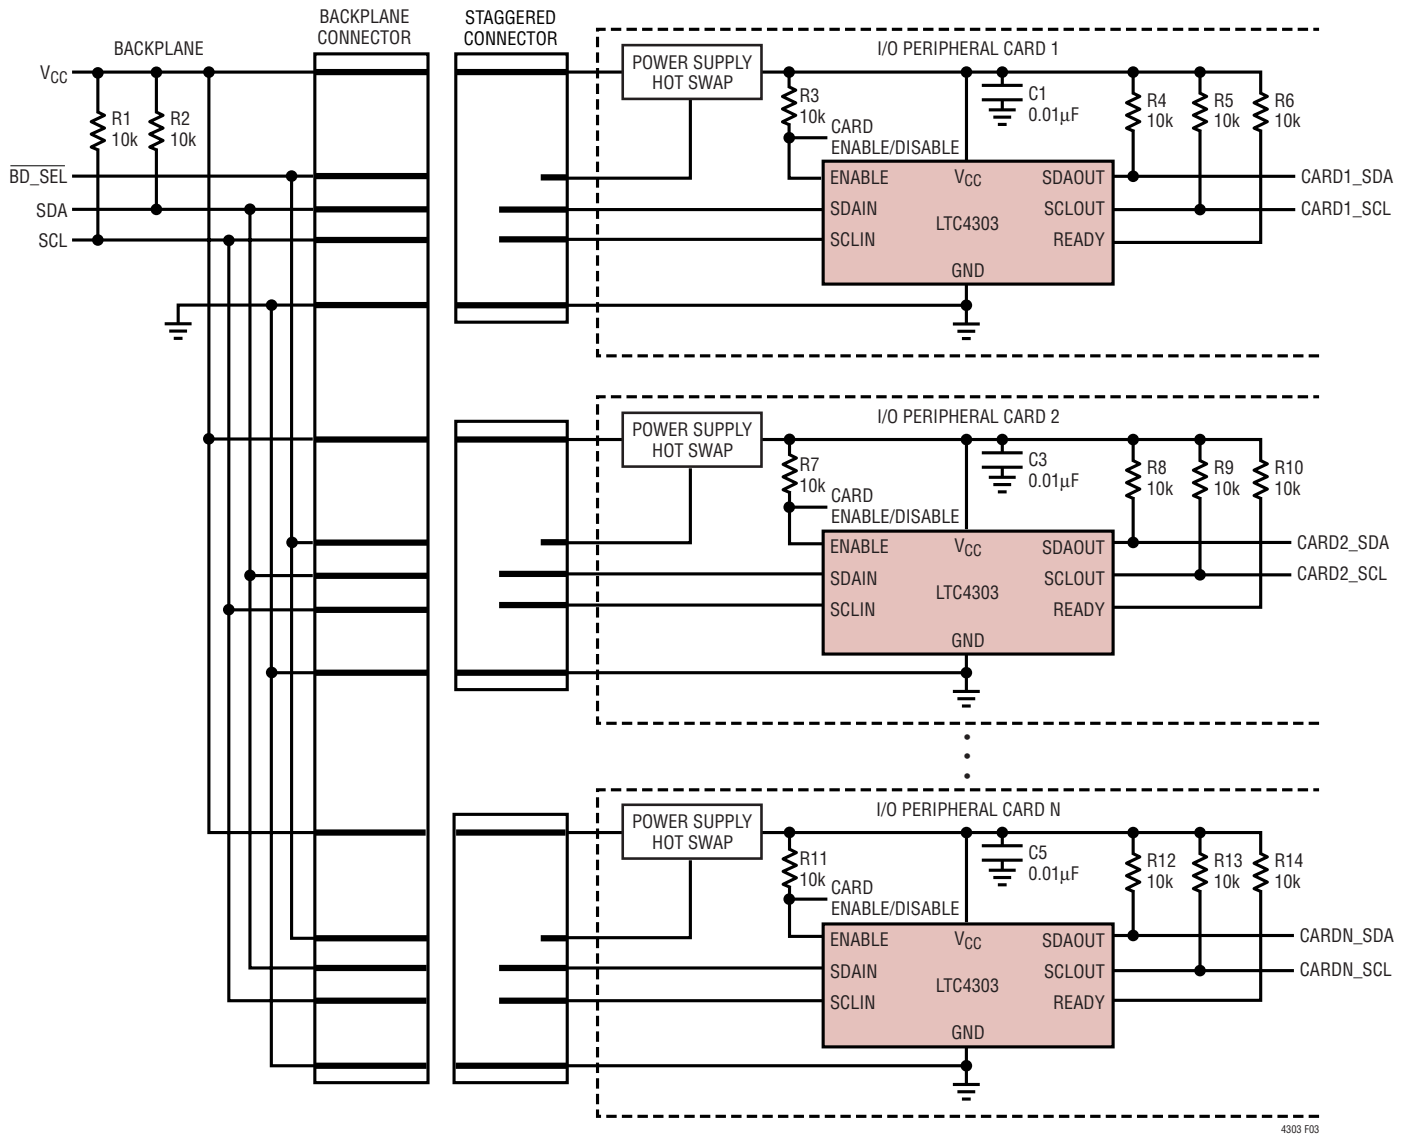 BACKPLANE
CONNECTOR
STAGGERED
CONNECTOR
BACKPLANE
VCC
R1
10k
R2
10k
BD_SEL
SDA
SCL
I/O PERIPHERAL CARD 1
POWER SUPPLY
HOT SWAP
R3
10k
C1
0.01µF
R4
10k
R5
10k
R6
10k
CARD
ENABLE/DISABLE
ENABLE
VCC
SDAOUT
SDAIN
LTC4303
SCLOUT
SCLIN
READY
GND
CARD1_SDA
CARD1_SCL
I/O PERIPHERAL CARD 2
POWER SUPPLY
HOT SWAP
R7
10k
C3
0.01µF
R8
10k
R9
10k
R10
10k
CARD
ENABLE/DISABLE
ENABLE
VCC
SDAOUT
SDAIN
LTC4303
SCLOUT
SCLIN
READY
GND
CARD2_SDA
CARD2_SCL
I/O PERIPHERAL CARD N
POWER SUPPLY
HOT SWAP
R11
10k
C5
0.01µF
R12
10k
R13
10k
R14
10k
CARD
ENABLE/DISABLE
ENABLE
VCC
SDAOUT
SDAIN
LTC4303
SCLOUT
SCLIN
READY
GND
CARDN_SDA
CARDN_SCL
4303 F03